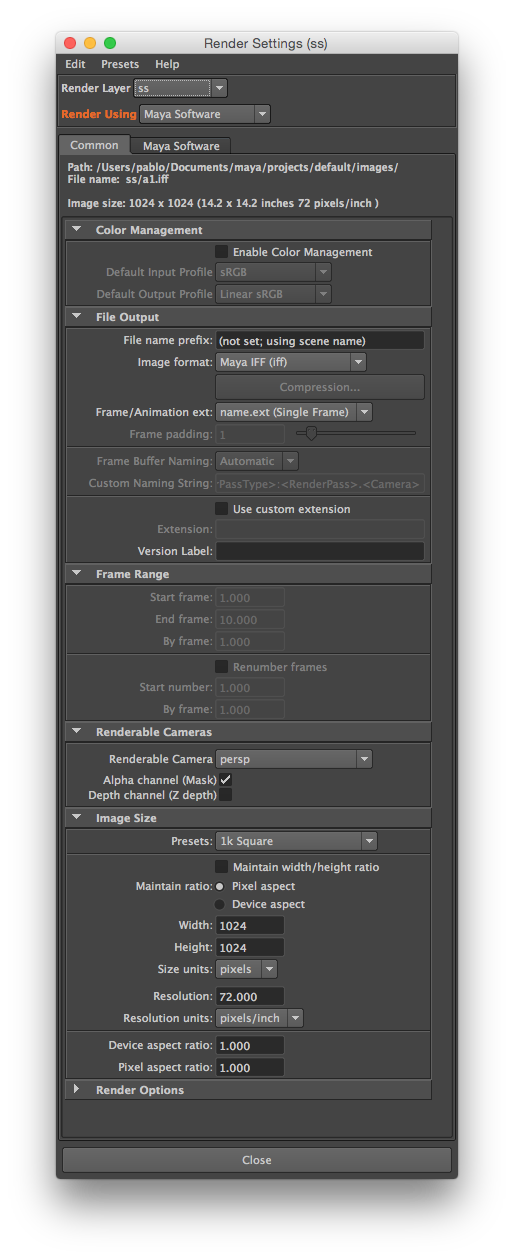 Render Settings (ss)
Edit Presets Help
Render Layer ss
Render Using Maya Software
Common Maya Software
Path: /Users/pablo/Documents/maya/projects/default/images/
File name: ss/a1.iff
Image size: 1024 x 1024 (14.2 x 14.2 inches 72 pixels/inch )
Color Management
Enable Color Management
Default Input Profile sRGB
Default Output Profile Linear sRGB
File Output
File name prefix: (not set; using scene name)
Image format: Maya IFF (iff)
Compression...
Frame/Animation ext: name.ext (Single Frame)
Frame padding: 1
Frame Buffer Naming: Automatic
Custom Naming String: PassType>:<RenderPass>.<Camera>
Use custom extension
Extension:
Version Label:
Frame Range
Start frame: 1.000
End frame: 10.000
By frame: 1.000
Renumber frames
Start number: 1.000
By frame: 1.000
Renderable Cameras
Renderable Camera persp
Alpha channel (Mask)
Depth channel (Z depth)
Image Size
Presets: 1k Square
Maintain width/height ratio
Maintain ratio: Pixel aspect
Device aspect
Width: 1024
Height: 1024
Size units: pixels
Resolution: 72.000
Resolution units: pixels/inch
Device aspect ratio: 1.000
Pixel aspect ratio: 1.000
Render Options
Close